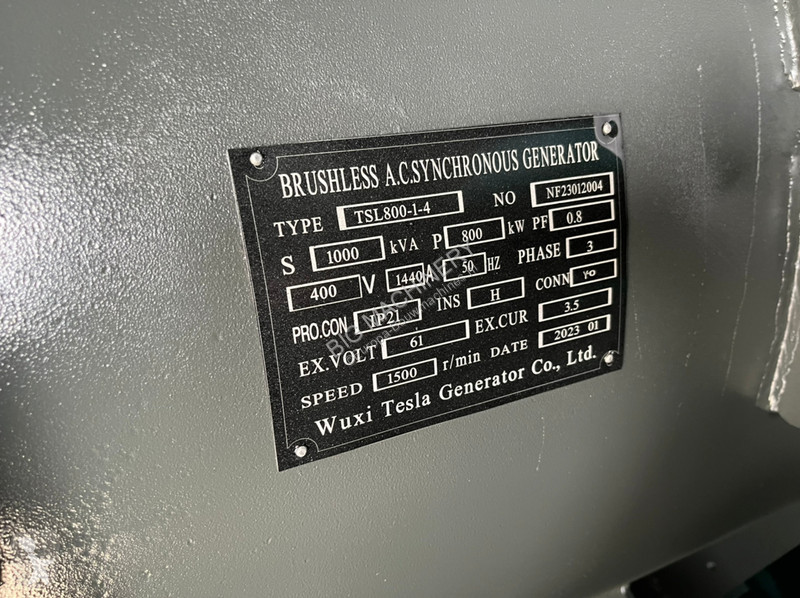 BRUSHLESS A.C.SYNCHRONOUS GENERATOR
TYPE TSL800-1-4 NO NF23012004
S 1000 kVA P 800 kW PF 0.8
400 V 1440 A 50 HZ PHASE 3
PRO.CON IP21 INS H CONN Yo
EX.VOLT 61 EX.CUR 3.5
SPEED 1500 r/min DATE 2023 01
Wuxi Tesla Generator Co., Ltd.
BIG MACHINERY